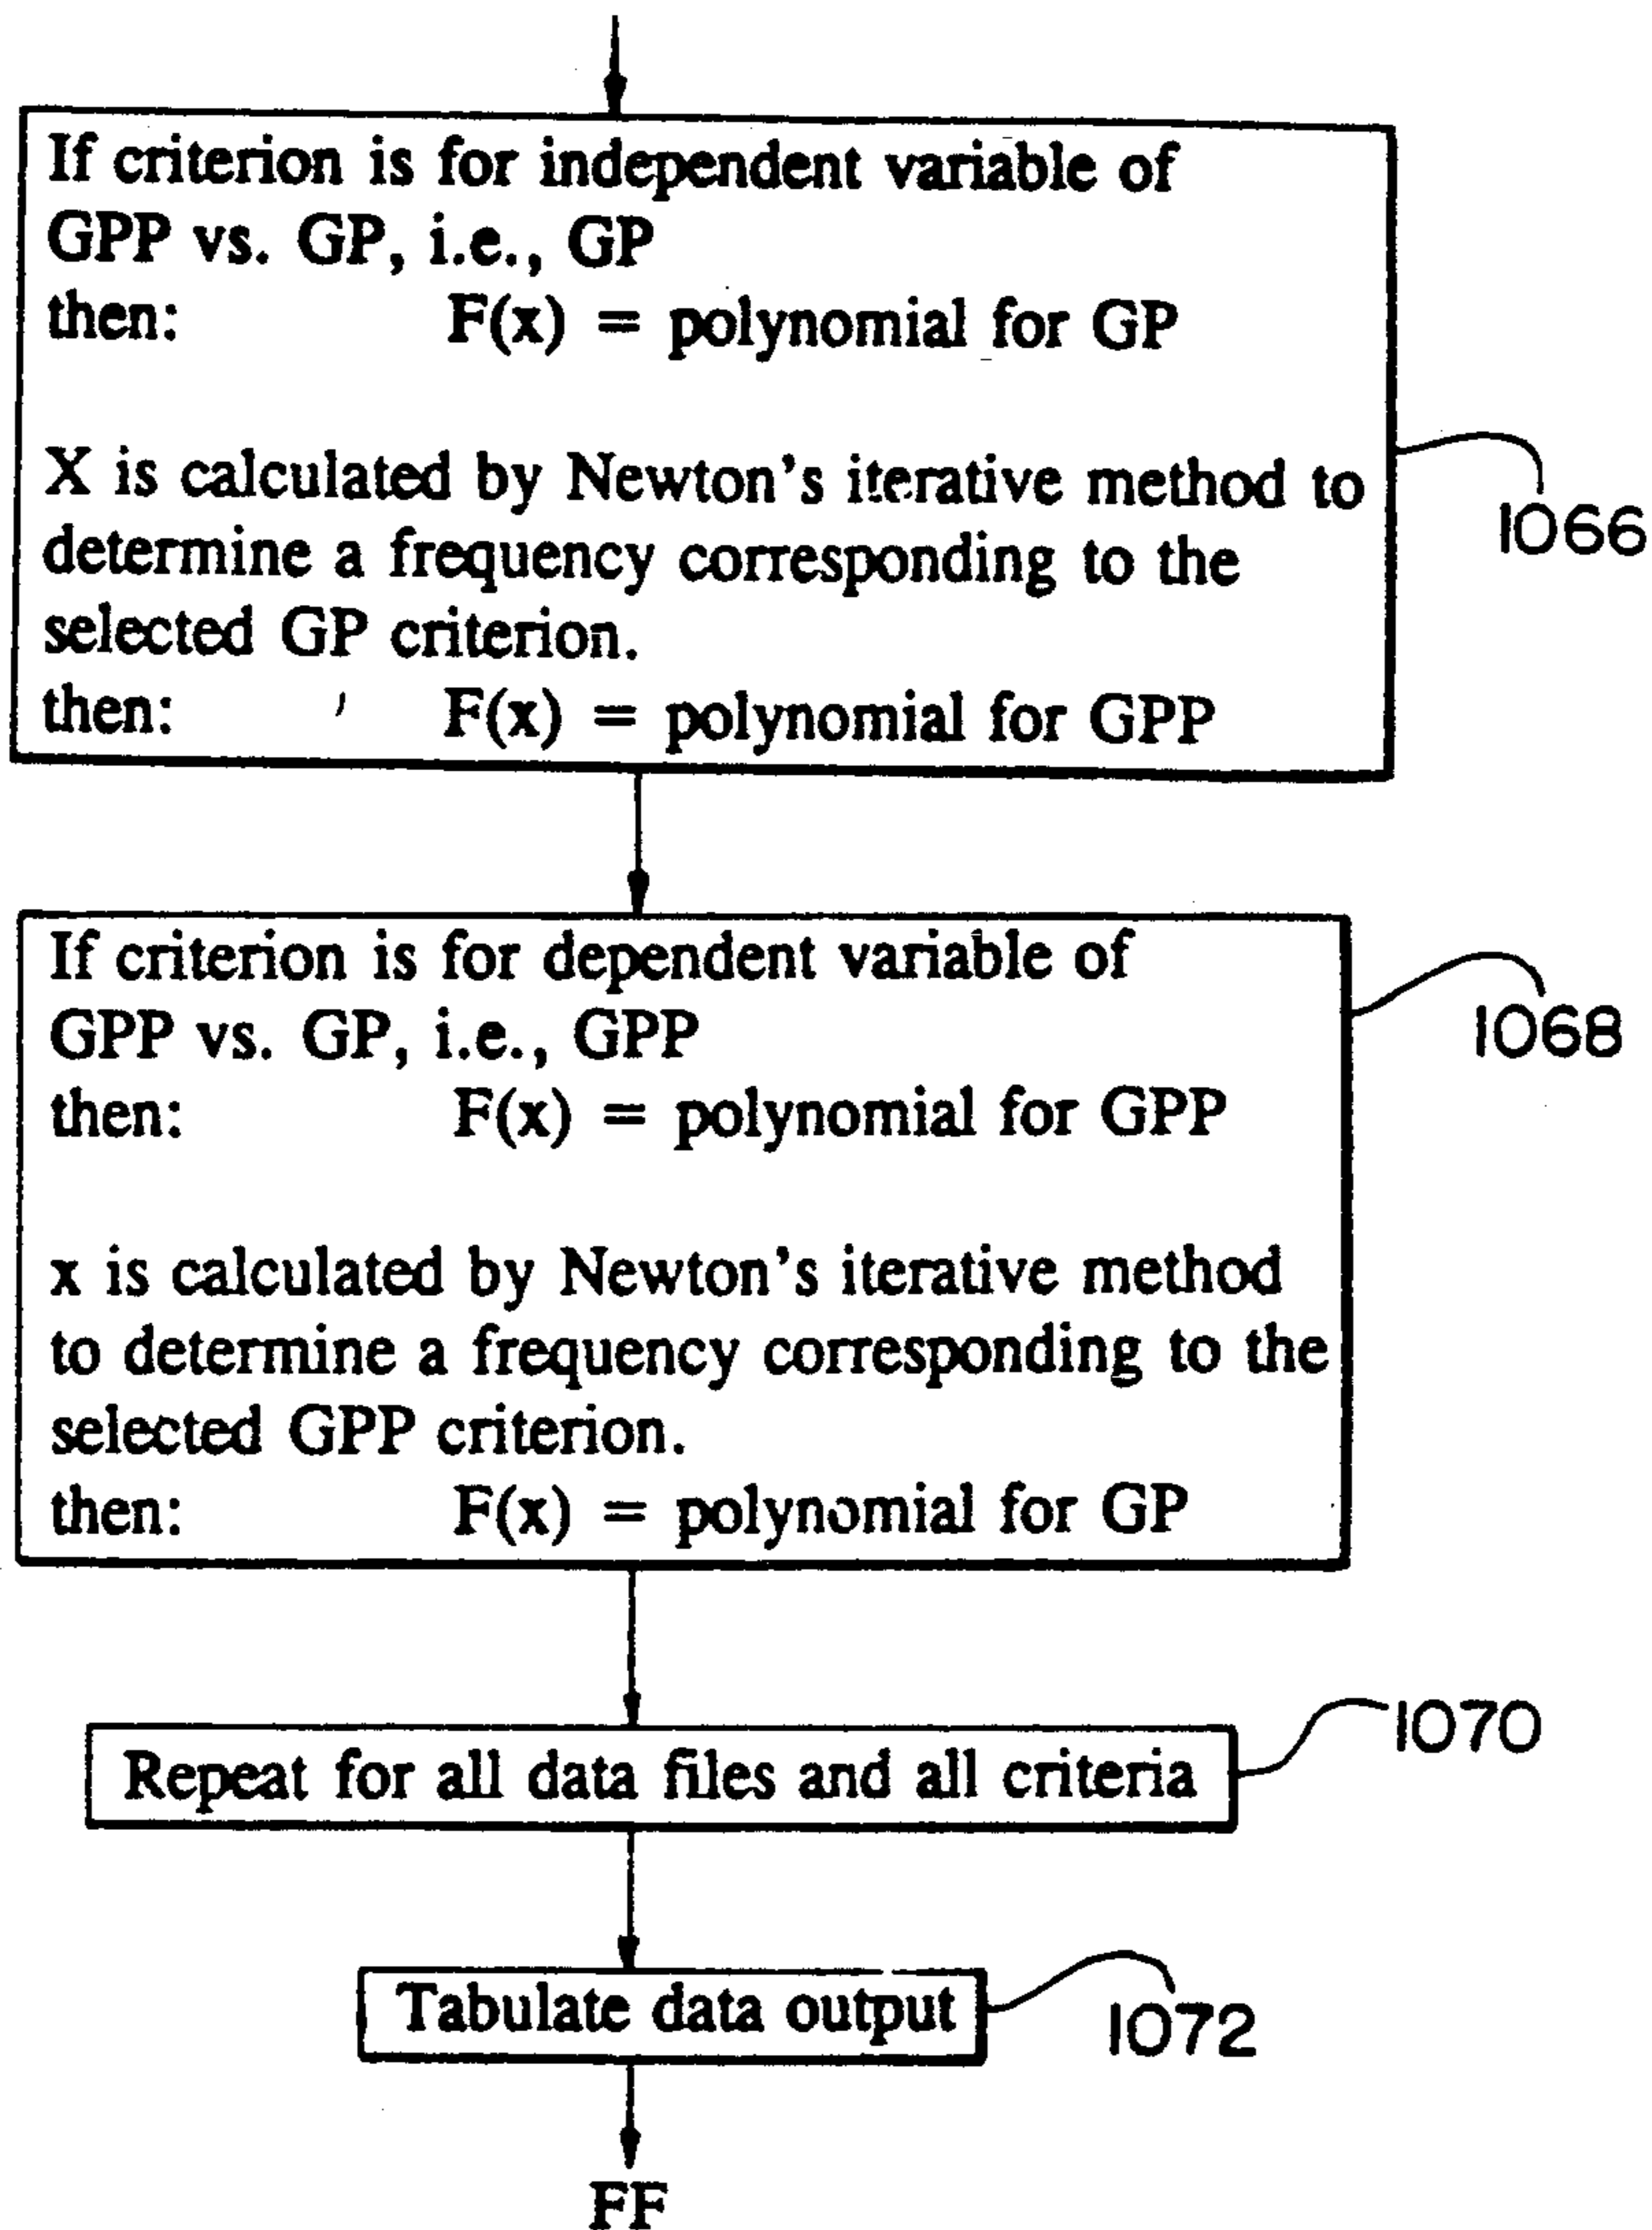 If criterion is for independent variable of
GPP vs. GP, i.e., GP
then: F(x) = polynomial for GP
X is calculated by Newton's iterative method to
determine a frequency corresponding to the
selected GP criterion.
then: F(x) = polynomial for GPP
1066
If criterion is for dependent variable of
GPP vs. GP, i.e., GPP
then: F(x) = polynomial for GPP
x is calculated by Newton's iterative method
to determine a frequency corresponding to the
selected GPP criterion.
then: F(x) = polynomial for GP
1068
Repeat for all data files and all criteria
1070
Tabulate data output
1072
FF